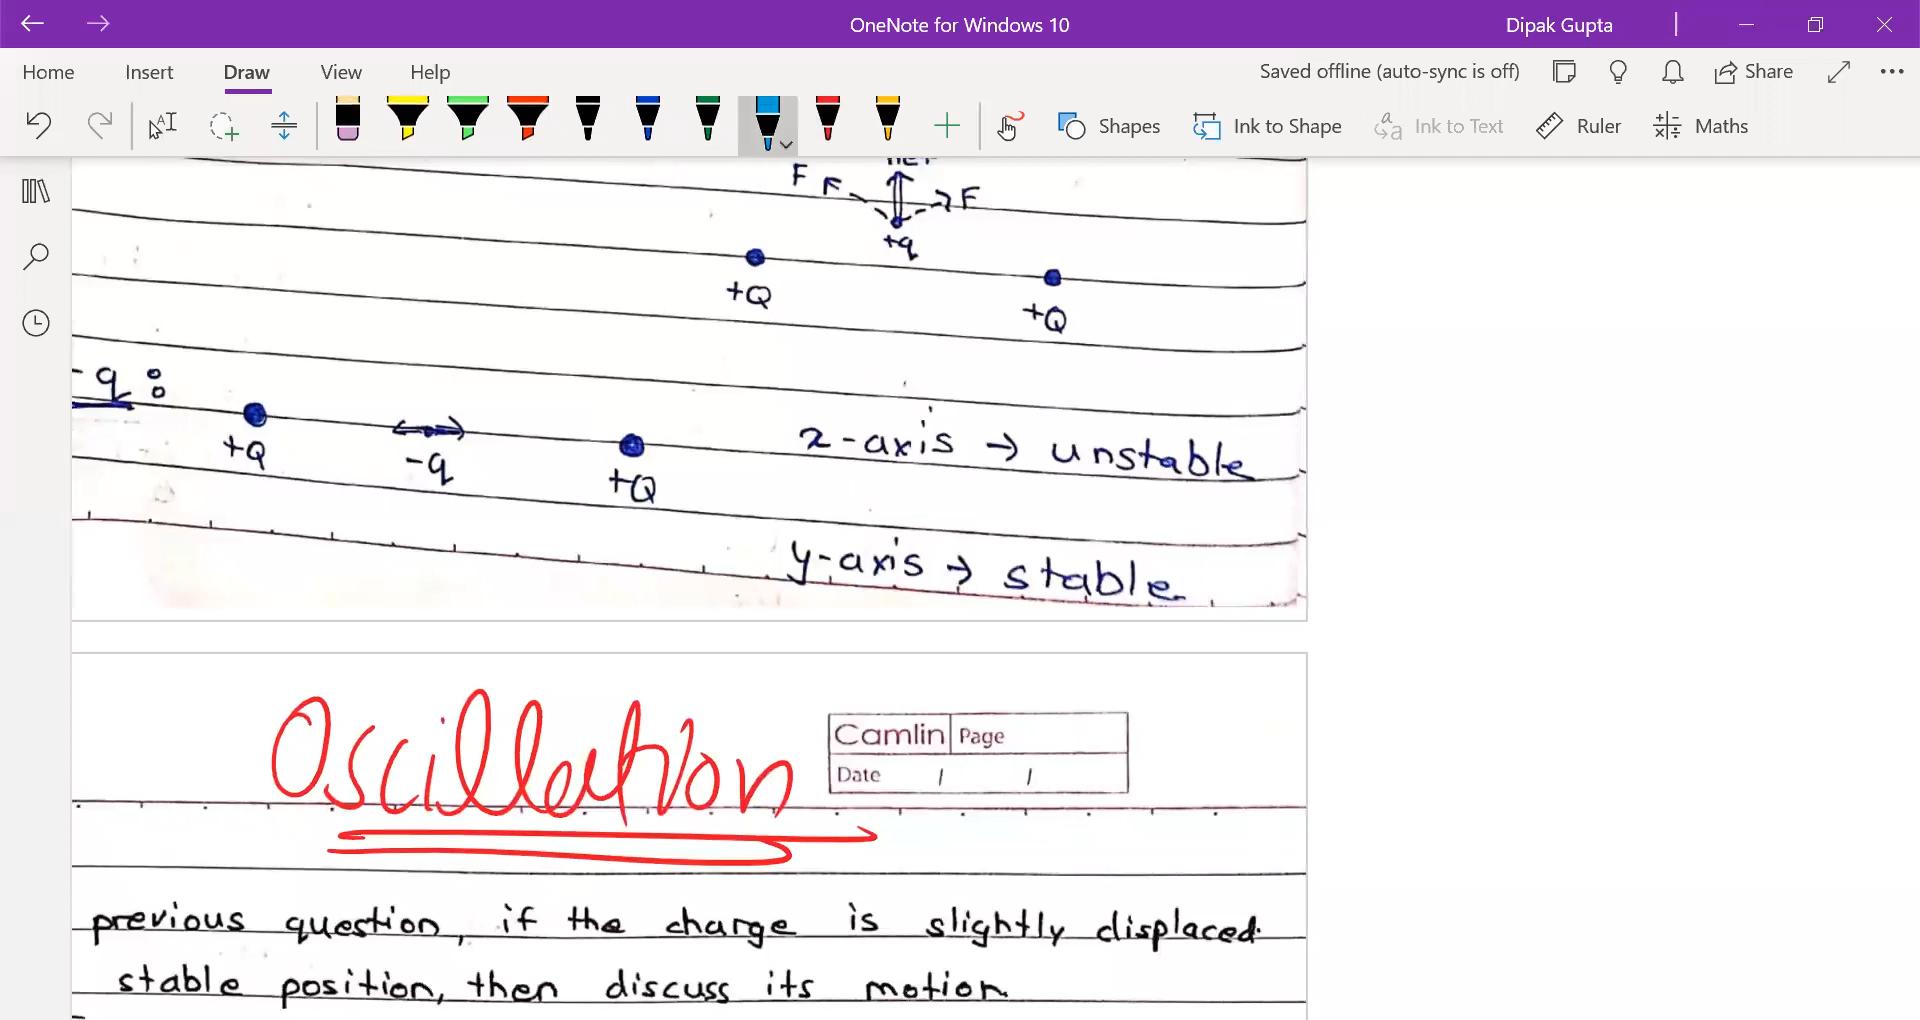 OneNote for Windows 10
Dipak Gupta
Home Insert Draw View Help
Saved offline (auto-sync is off) Share
Shapes Ink to Shape Ink to Text Ruler Maths
F F F
+q
+Q +Q
-q:
+Q -q +Q
x-axis → unstable
y-axis → stable
Oscillation
Camlin Page
Date / /
previous question, if the charge is slightly displaced
stable position, then discuss its motion